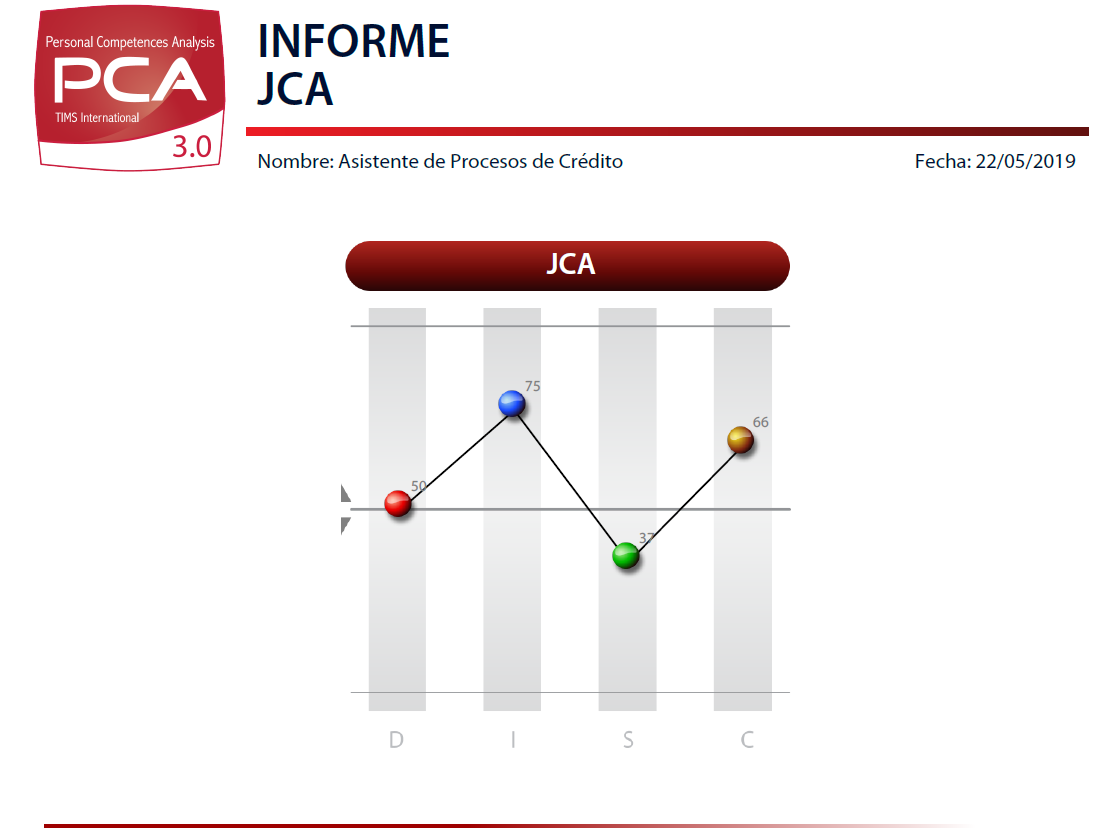 Personal Competences Analysis
PCA
TIMS International
3.0
INFORME
JCA
Nombre: Asistente de Procesos de Crédito
Fecha: 22/05/2019
JCA
75
66
50
37
D I S C